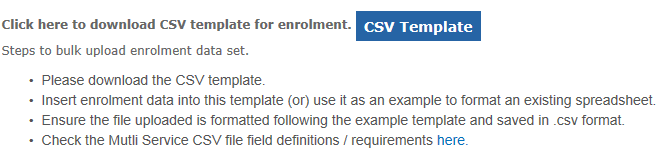 Click here to download CSV template for enrolment. CSV Template
Steps to bulk upload enrolment data set.
• Please download the CSV template.
• Insert enrolment data into this template (or) use it as an example to format an existing spreadsheet.
• Ensure the file uploaded is formatted following the example template and saved in .csv format.
• Check the Mutli Service CSV file field definitions / requirements here.